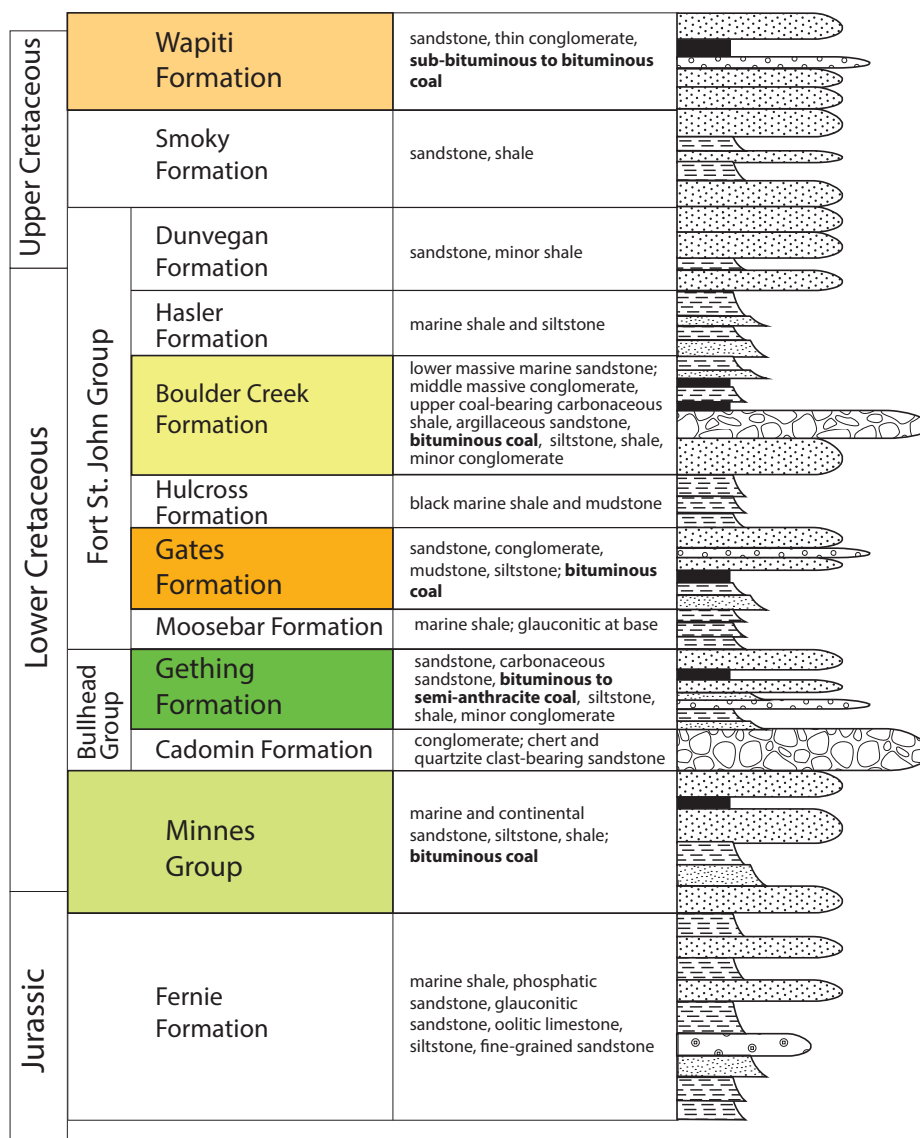 Upper Cretaceous
Lower Cretaceous
Jurassic
Fort St. John Group
Bullhead
Group
Wapiti
Formation
sandstone, thin conglomerate,
sub-bituminous to bituminous
coal
Smoky
Formation
sandstone, shale
Dunvegan
Formation
sandstone, minor shale
Hasler
Formation
marine shale and siltstone
Boulder Creek
Formation
lower massive marine sandstone;
middle massive conglomerate,
upper coal-bearing carbonaceous
shale, argillaceous sandstone,
bituminous coal, siltstone, shale,
minor conglomerate
Hulcross
Formation
black marine shale and mudstone
Gates
Formation
sandstone, conglomerate,
mudstone, siltstone; bituminous
coal
Moosebar Formation
marine shale; glauconitic at base
Gething
Formation
sandstone, carbonaceous
sandstone, bituminous to
semi-anthracite coal, siltstone,
shale, minor conglomerate
Cadomin Formation
conglomerate; chert and
quartzite clast-bearing sandstone
Minnes
Group
marine and continental
sandstone, siltstone, shale;
bituminous coal
Fernie
Formation
marine shale, phosphatic
sandstone, glauconitic
sandstone, oolitic limestone,
siltstone, fine-grained sandstone